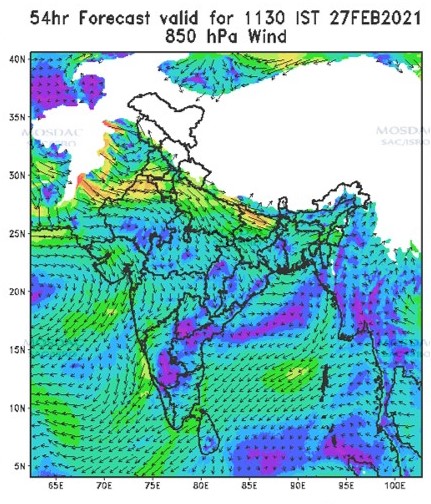 54hr Forecast valid for 1130 IST 27FEB2021
850 hPa Wind
40N
35N
MOSDAC
SAC/ISRO
MOSDAC
SAC/ISRO
30N
25N
20N
15N
10N
5N
65E 70E 75E 80E 85E 90E 95E 100E